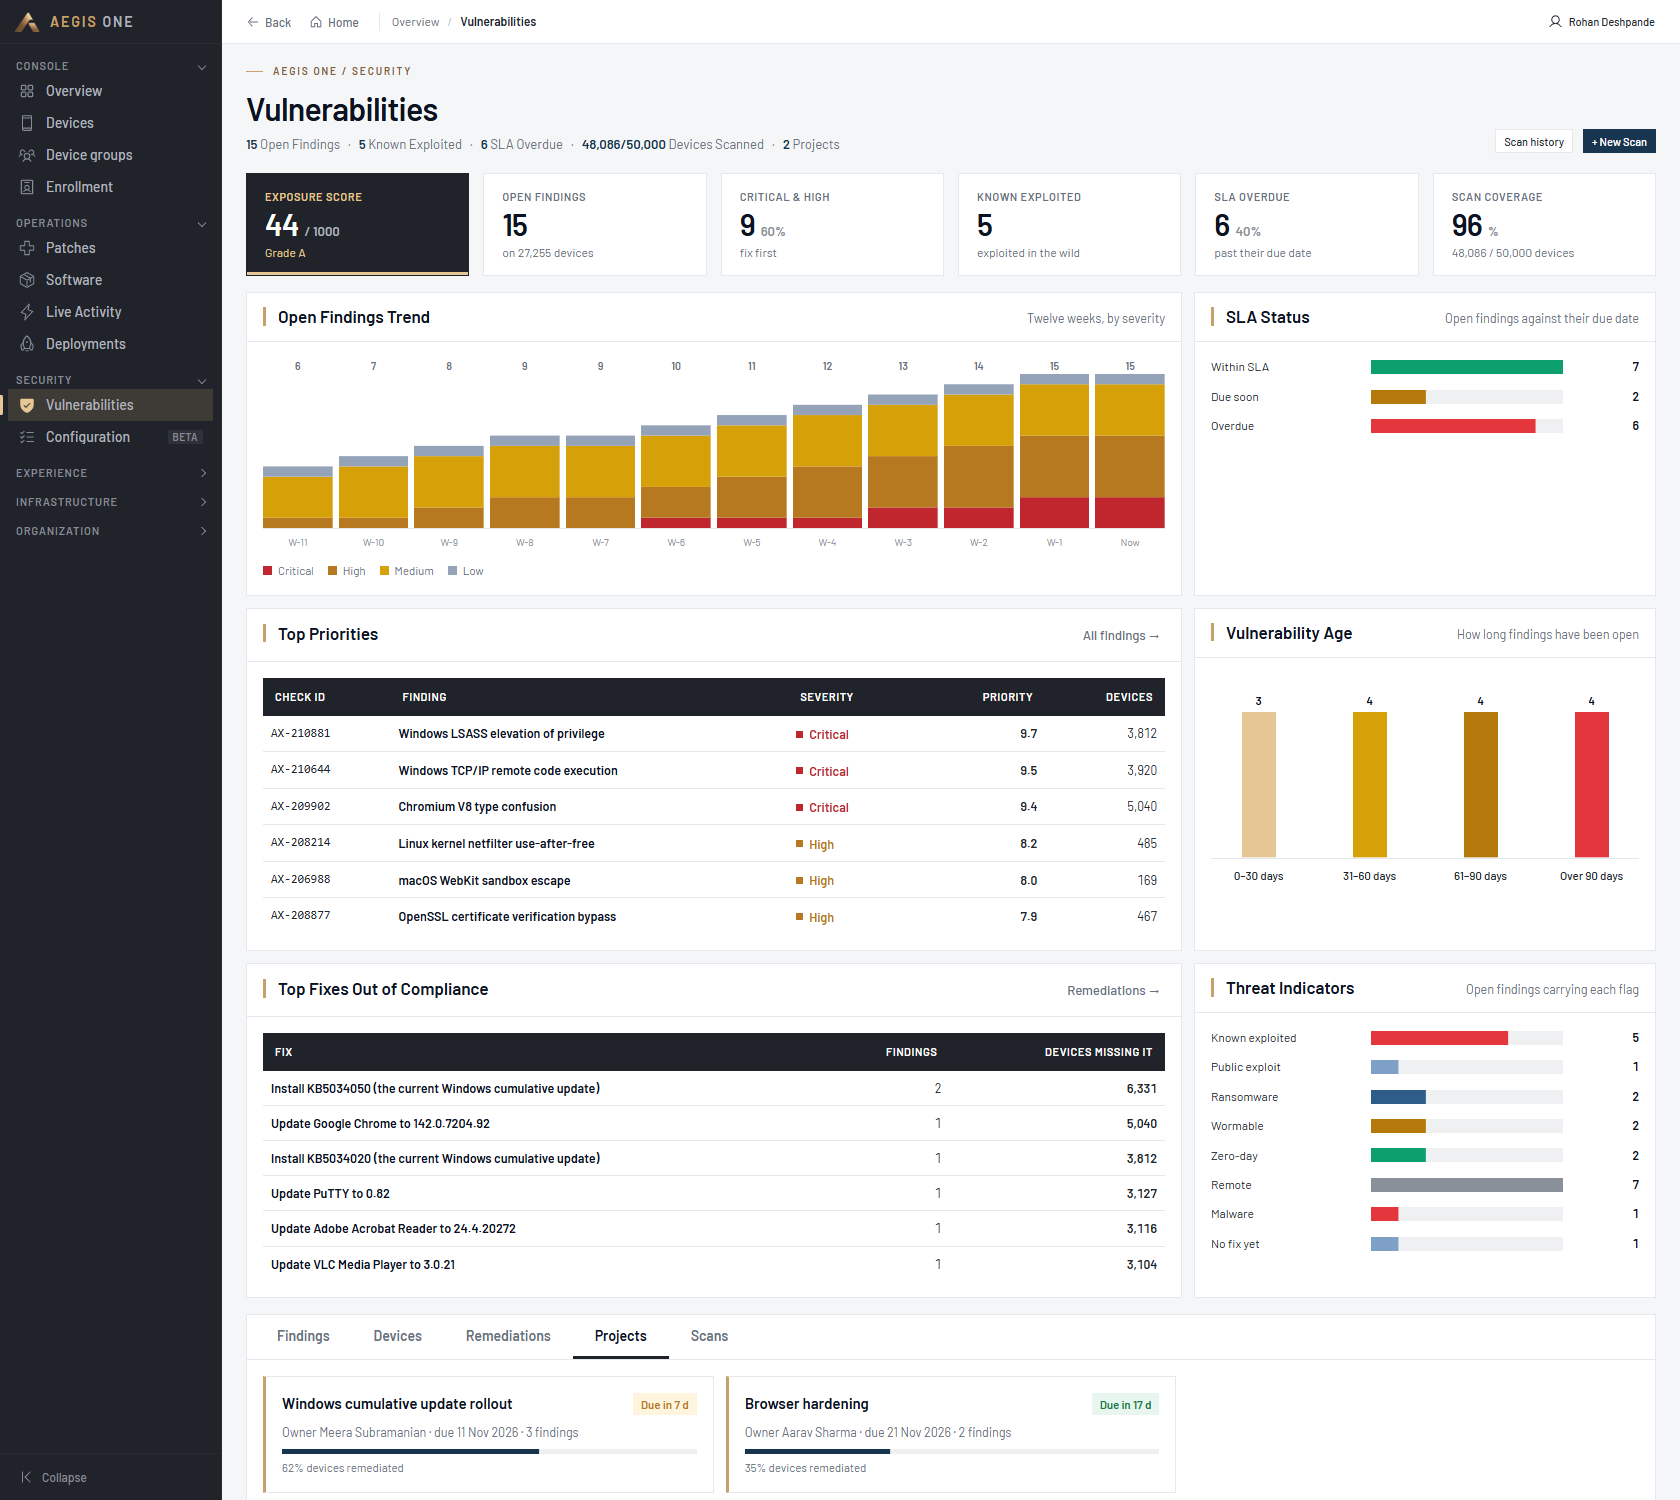 AEGIS ONE
CONSOLE
Overview
Devices
Device groups
Enrollment
OPERATIONS
Patches
Software
Live Activity
Deployments
SECURITY
Vulnerabilities
Configuration BETA
EXPERIENCE
INFRASTRUCTURE
ORGANIZATION
Collapse
Back Home Overview / Vulnerabilities
Rohan Deshpande
AEGIS ONE / SECURITY
Vulnerabilities
15 Open Findings · 5 Known Exploited · 6 SLA Overdue · 48,086/50,000 Devices Scanned · 2 Projects
Scan history + New Scan
EXPOSURE SCORE
44 / 1000
Grade A
OPEN FINDINGS
15
on 27,255 devices
CRITICAL & HIGH
9 60%
fix first
KNOWN EXPLOITED
5
exploited in the wild
SLA OVERDUE
6 40%
past their due date
SCAN COVERAGE
96 %
48,086 / 50,000 devices
Open Findings Trend Twelve weeks, by severity
6 7 8 9 9 10 11 12 13 14 15 15
W-11 W-10 W-9 W-8 W-7 W-6 W-5 W-4 W-3 W-2 W-1 Now
Critical High Medium Low
SLA Status Open findings against their due date
Within SLA 7
Due soon 2
Overdue 6
Top Priorities All findings →
CHECK ID FINDING SEVERITY PRIORITY DEVICES
AX-210881 Windows LSASS elevation of privilege Critical 9.7 3,812
AX-210644 Windows TCP/IP remote code execution Critical 9.5 3,920
AX-209902 Chromium V8 type confusion Critical 9.4 5,040
AX-208214 Linux kernel netfilter use-after-free High 8.2 485
AX-206988 macOS WebKit sandbox escape High 8.0 169
AX-208877 OpenSSL certificate verification bypass High 7.9 467
Vulnerability Age How long findings have been open
3 4 4 4
0-30 days 31-60 days 61-90 days Over 90 days
Top Fixes Out of Compliance Remediations →
FIX FINDINGS DEVICES MISSING IT
Install KB5034050 (the current Windows cumulative update) 2 6,331
Update Google Chrome to 142.0.7204.92 1 5,040
Install KB5034020 (the current Windows cumulative update) 1 3,812
Update PuTTY to 0.82 1 3,127
Update Adobe Acrobat Reader to 24.4.20272 1 3,116
Update VLC Media Player to 3.0.21 1 3,104
Threat Indicators Open findings carrying each flag
Known exploited 5
Public exploit 1
Ransomware 2
Wormable 2
Zero-day 2
Remote 7
Malware 1
No fix yet 1
Findings Devices Remediations Projects Scans
Windows cumulative update rollout Due in 7 d
Owner Meera Subramanian · due 11 Nov 2026 · 3 findings
62% devices remediated
Browser hardening Due in 17 d
Owner Aarav Sharma · due 21 Nov 2026 · 2 findings
35% devices remediated